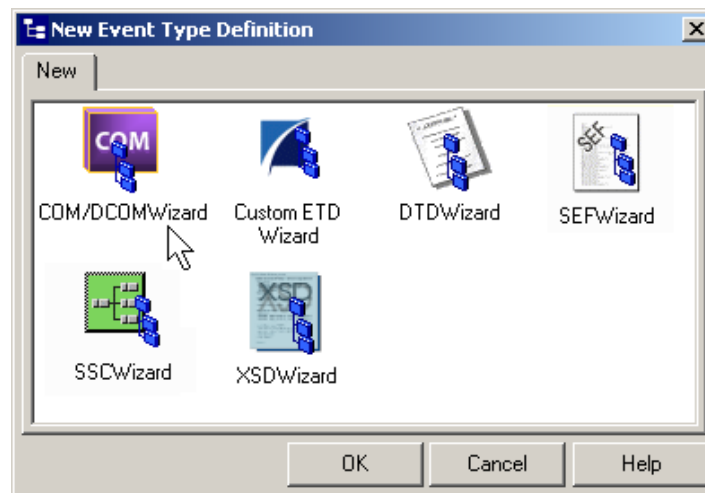 New Event Type Definition
New
COM
SEF
COM/DCOMWizard
Custom ETD
Wizard
DTDWizard
SEFWizard
XSD
SSCWizard
XSDWizard
OK
Cancel
Help